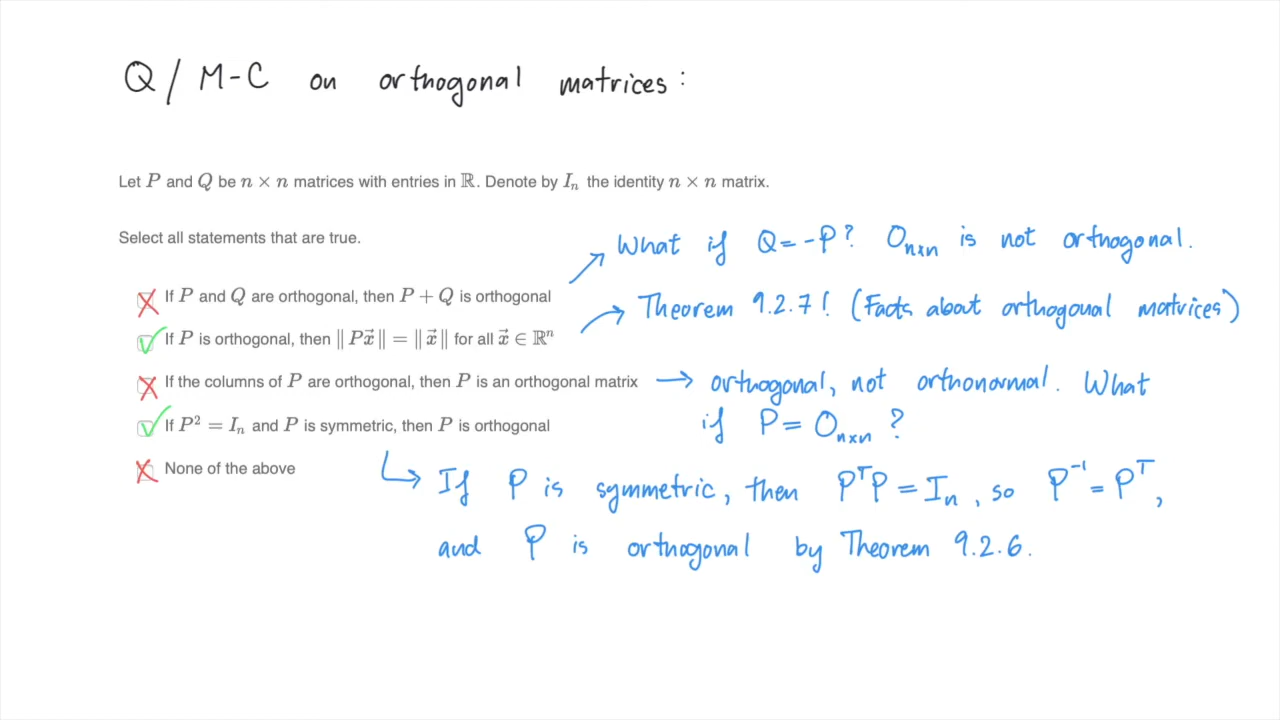 Q / M-C on orthogonal matrices:
Let P and Q be n × n matrices with entries in ℝ. Denote by Iₙ the identity n × n matrix.
Select all statements that are true.
What if Q = -P? Oₙₓₙ is not orthogonal.
If P and Q are orthogonal, then P + Q is orthogonal
Theorem 9.2.7! (Facts about orthogonal matrices)
If P is orthogonal, then ‖ Px⃗ ‖ = ‖ x⃗ ‖ for all x⃗ ∈ ℝⁿ
If the columns of P are orthogonal, then P is an orthogonal matrix
→ orthogonal, not orthonormal. What
if P = Oₙₓₙ ?
If P² = Iₙ and P is symmetric, then P is orthogonal
None of the above
If P is symmetric, then PᵀP = Iₙ, so P⁻¹ = Pᵀ,
and P is orthogonal by Theorem 9.2.6.